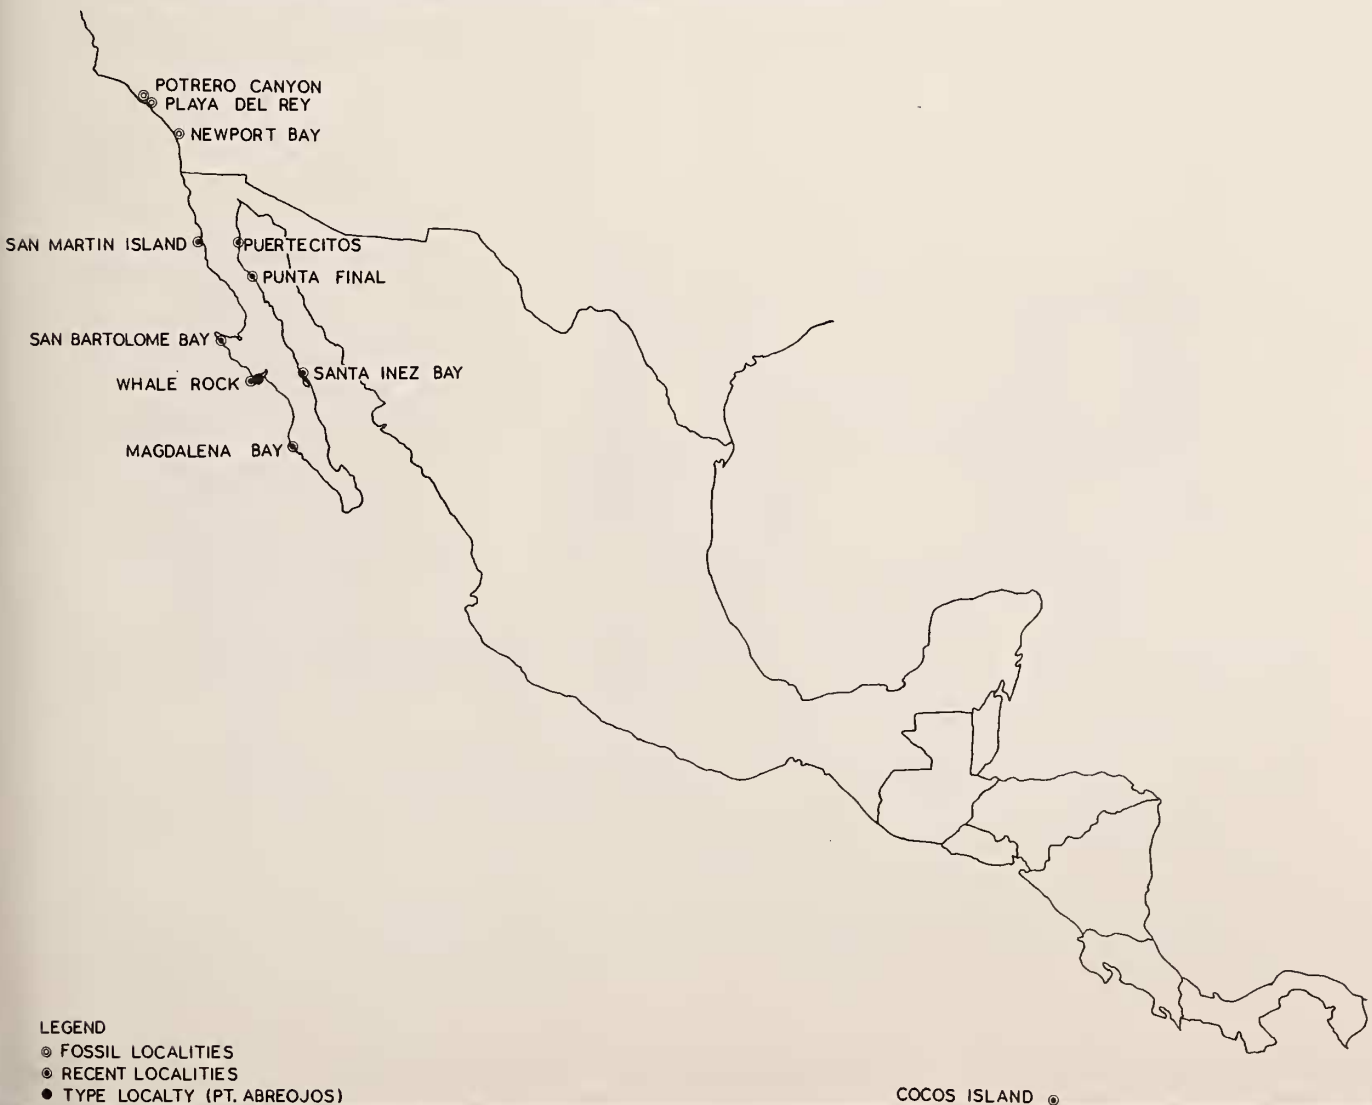 POTRERO CANYON
PLAYA DEL REY
NEWPORT BAY
SAN MARTIN ISLAND
PUERTECITOS
PUNTA FINAL
SAN BARTOLOME BAY
SANTA INEZ BAY
WHALE ROCK
MAGDALENA BAY
LEGEND
FOSSIL LOCALITIES
RECENT LOCALITIES
TYPE LOCALTY (PT. ABREOJOS)
COCOS ISLAND